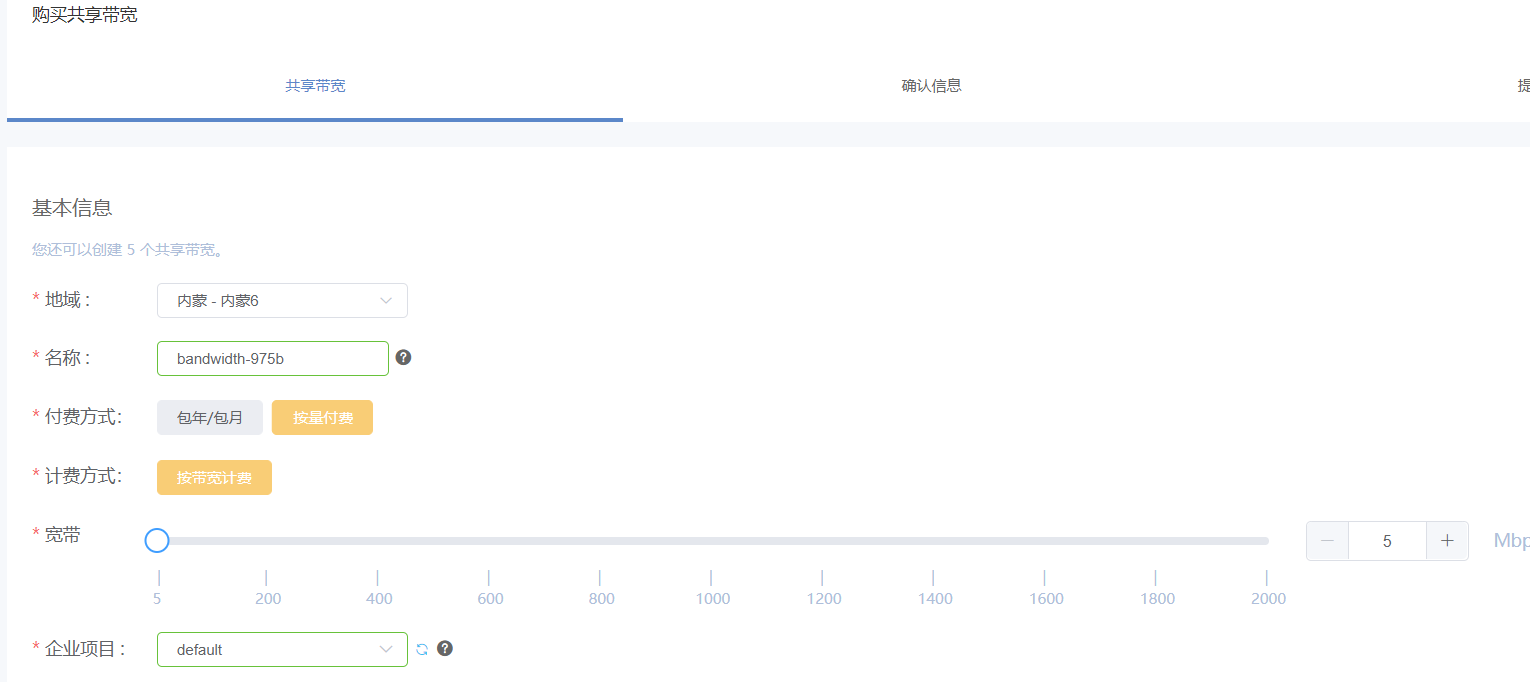 购买共享带宽
共享带宽 确认信息 提
基本信息
您还可以创建 5 个共享带宽。
* 地域 : 内蒙 - 内蒙6
* 名称 : bandwidth-975b ?
* 付费方式: 包年/包月 按量付费
* 计费方式: 按带宽计费
* 宽带 5 Mbp
5 200 400 600 800 1000 1200 1400 1600 1800 2000
* 企业项目 : default ?